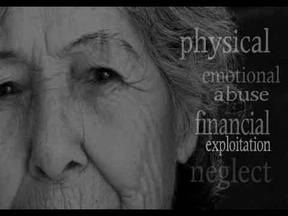 physical
emotional
abuse
financial
exploitation
neglect